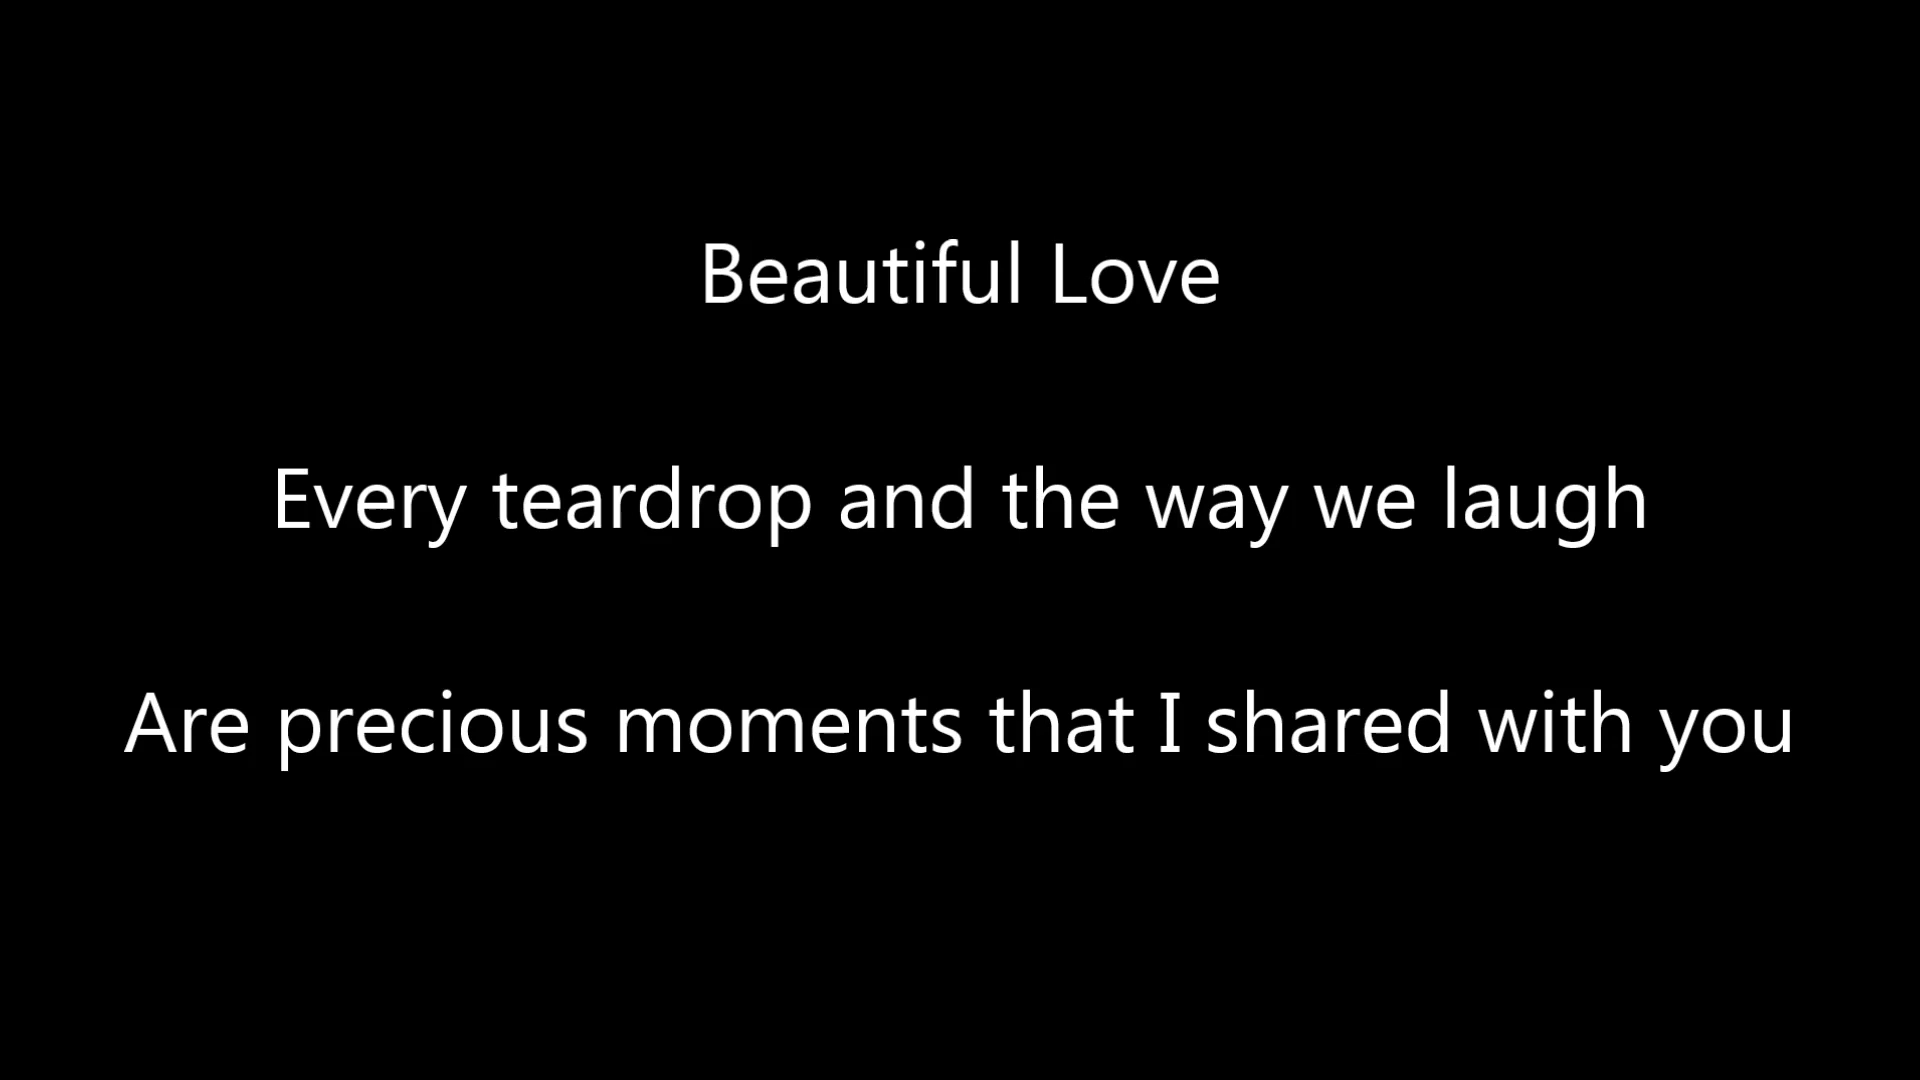 Beautiful Love
Every teardrop and the way we laugh
Are precious moments that I shared with you